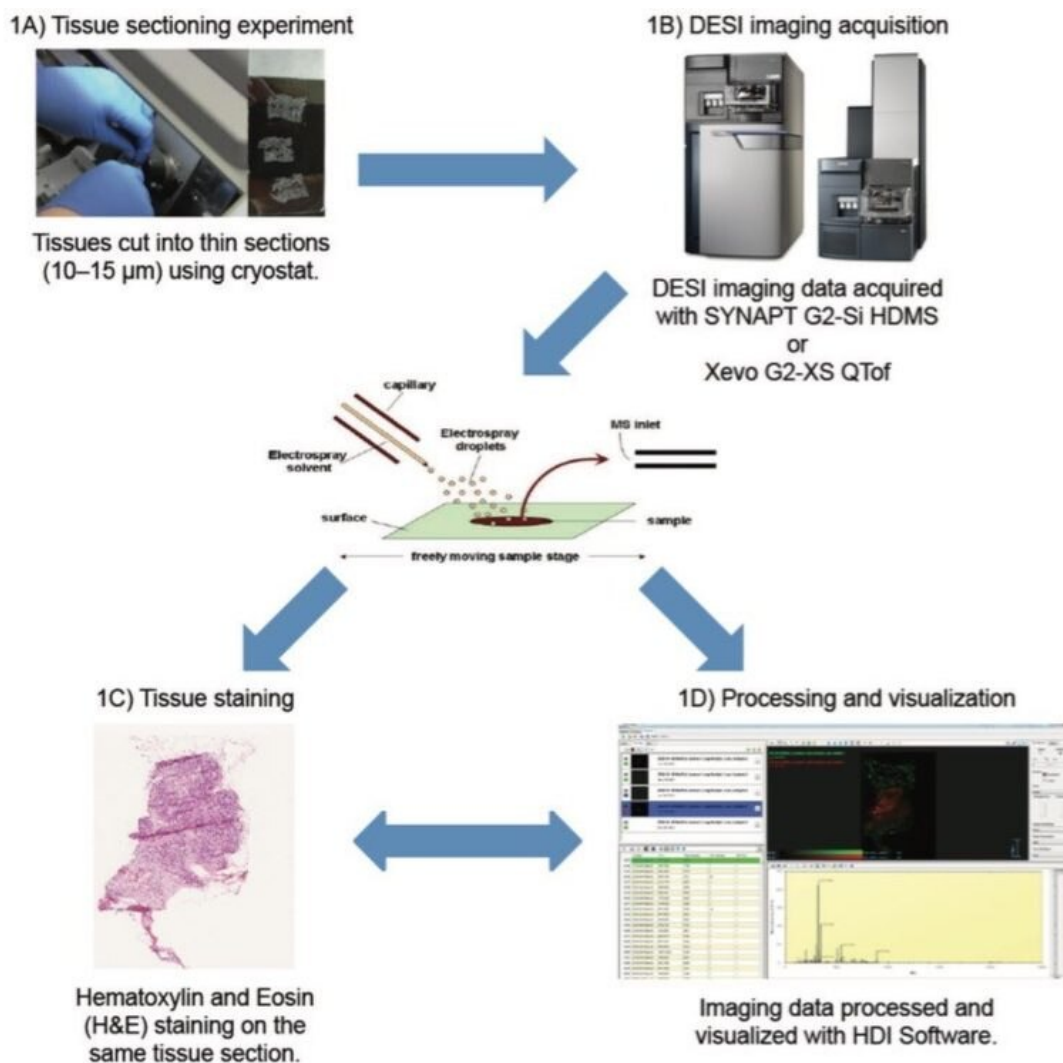 1A) Tissue sectioning experiment
1B) DESI imaging acquisition
Tissues cut into thin sections
(10–15 µm) using cryostat.
DESI imaging data acquired
with SYNAPT G2-Si HDMS
or
Xevo G2-XS QTof
capillary
Electrospray
solvent
Electrospray
droplets
MS inlet
surface
sample
freely moving sample stage
1C) Tissue staining
1D) Processing and visualization
Hematoxylin and Eosin
(H&E) staining on the
same tissue section.
Imaging data processed and
visualized with HDI Software.